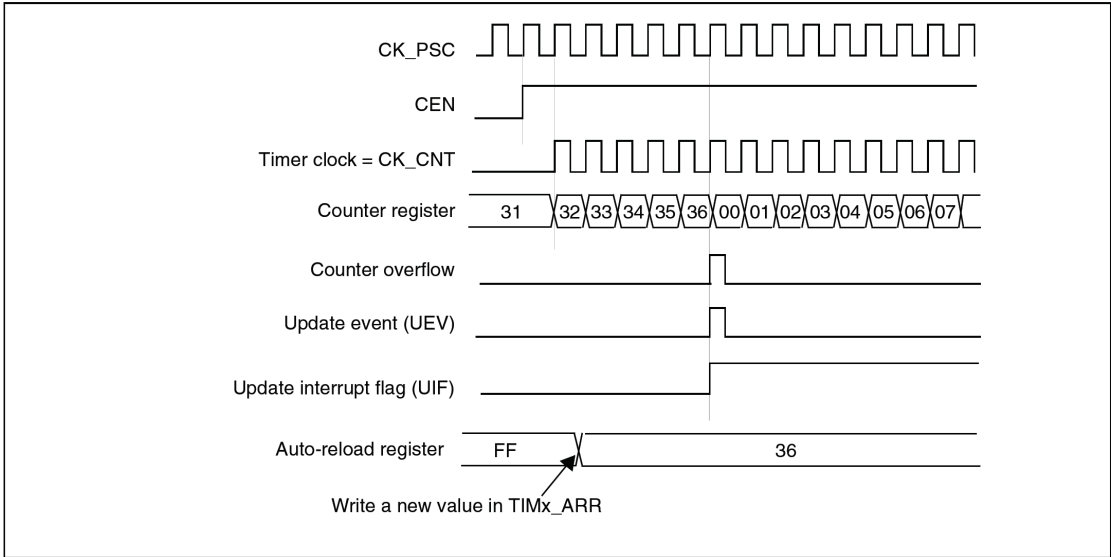 CK_PSC
CEN
Timer clock = CK_CNT
Counter register 31 32 33 34 35 36 00 01 02 03 04 05 06 07
Counter overflow
Update event (UEV)
Update interrupt flag (UIF)
Auto-reload register FF 36
Write a new value in TIMx_ARR